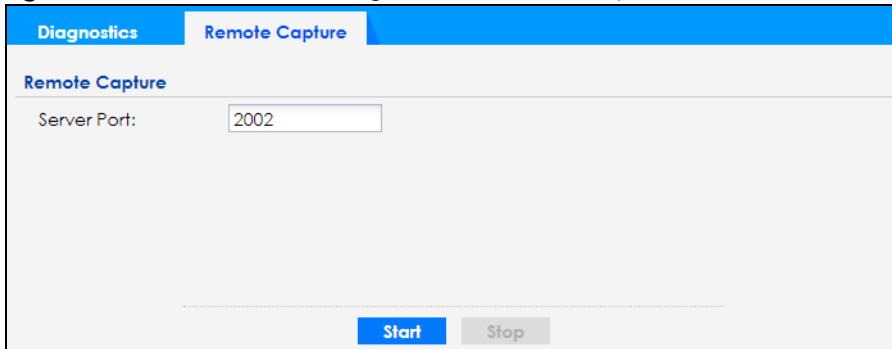 Diagnostics Remote Capture
Remote Capture
Server Port: 2002
Start Stop